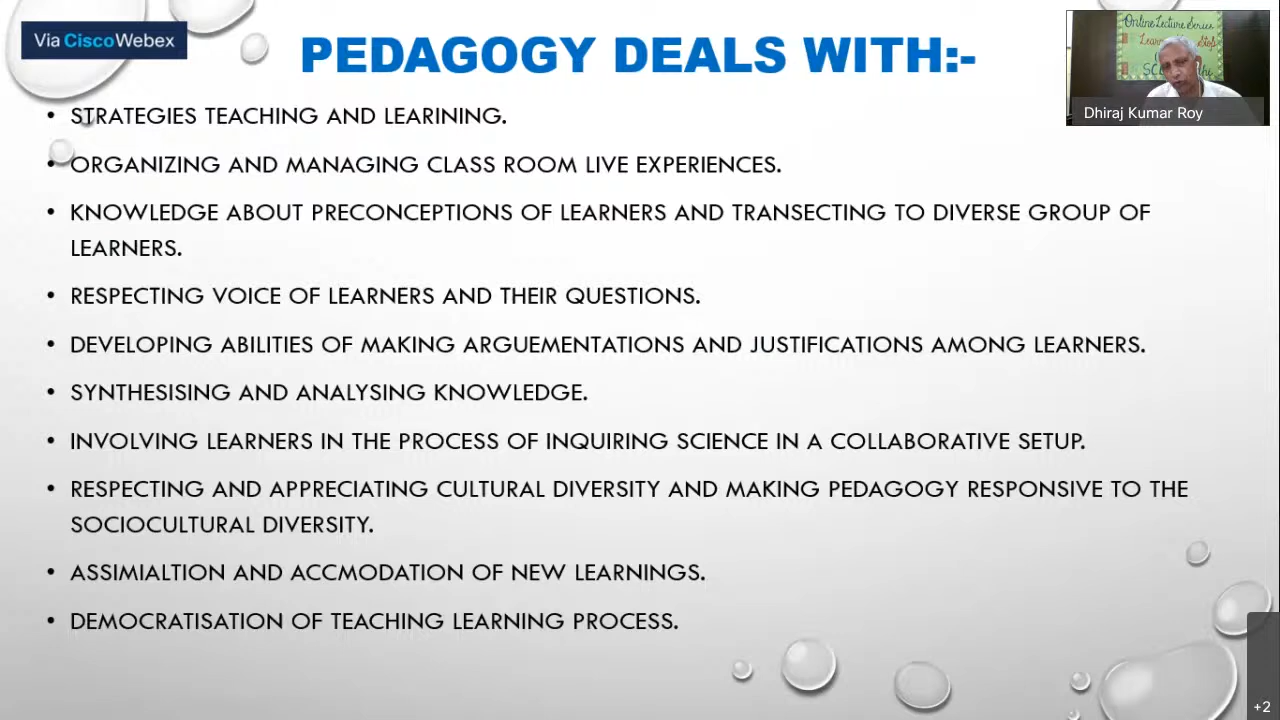 Via Cisco Webex
PEDAGOGY DEALS WITH:-
Online Lecture Series
Dhiraj Kumar Roy
• STRATEGIES TEACHING AND LEARINING.
• ORGANIZING AND MANAGING CLASS ROOM LIVE EXPERIENCES.
• KNOWLEDGE ABOUT PRECONCEPTIONS OF LEARNERS AND TRANSECTING TO DIVERSE GROUP OF
LEARNERS.
• RESPECTING VOICE OF LEARNERS AND THEIR QUESTIONS.
• DEVELOPING ABILITIES OF MAKING ARGUEMENTATIONS AND JUSTIFICATIONS AMONG LEARNERS.
• SYNTHESISING AND ANALYSING KNOWLEDGE.
• INVOLVING LEARNERS IN THE PROCESS OF INQUIRING SCIENCE IN A COLLABORATIVE SETUP.
• RESPECTING AND APPRECIATING CULTURAL DIVERSITY AND MAKING PEDAGOGY RESPONSIVE TO THE
SOCIOCULTURAL DIVERSITY.
• ASSIMIALTION AND ACCMODATION OF NEW LEARNINGS.
• DEMOCRATISATION OF TEACHING LEARNING PROCESS.
+2